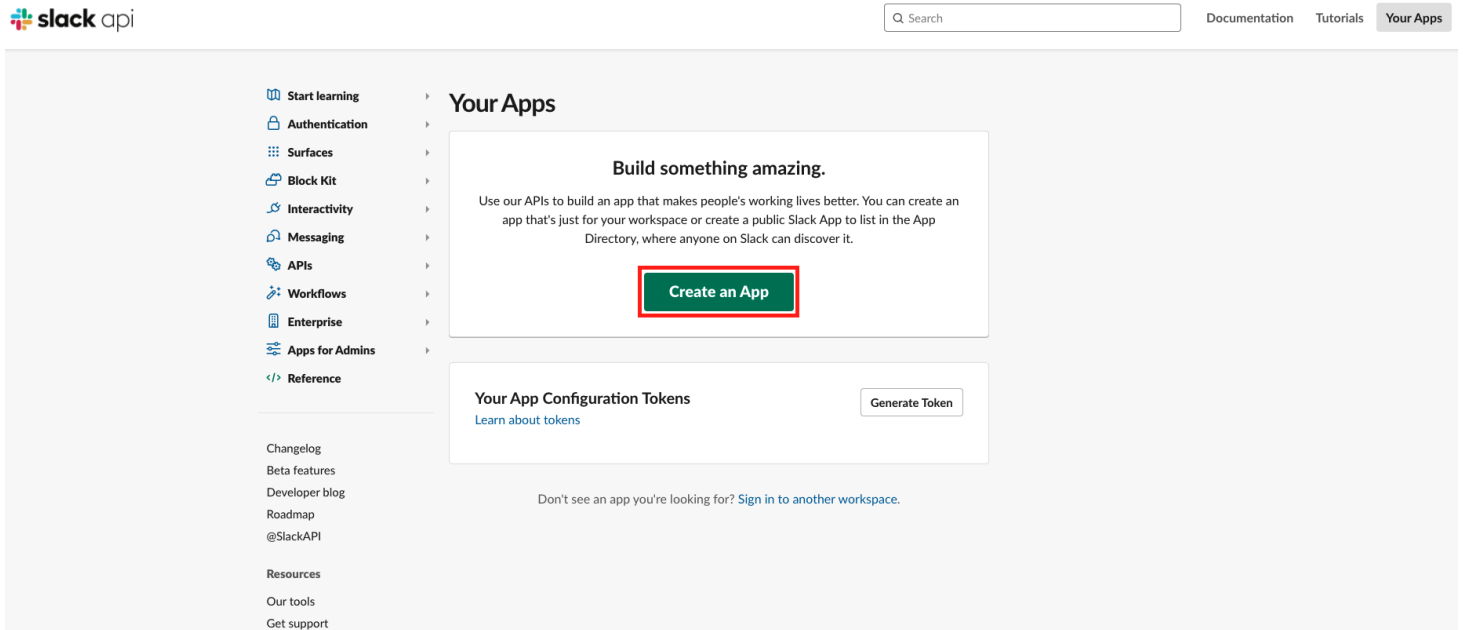 slack api
Search
Documentation
Tutorials
Your Apps
Start learning
Authentication
Surfaces
Block Kit
Interactivity
Messaging
APIs
Workflows
Enterprise
Apps for Admins
</> Reference
Changelog
Beta features
Developer blog
Roadmap
@SlackAPI
Resources
Our tools
Get support
Your Apps
Build something amazing.
Use our APIs to build an app that makes people's working lives better. You can create an
app that's just for your workspace or create a public Slack App to list in the App
Directory, where anyone on Slack can discover it.
Create an App
Your App Configuration Tokens
Learn about tokens
Generate Token
Don't see an app you're looking for? Sign in to another workspace.